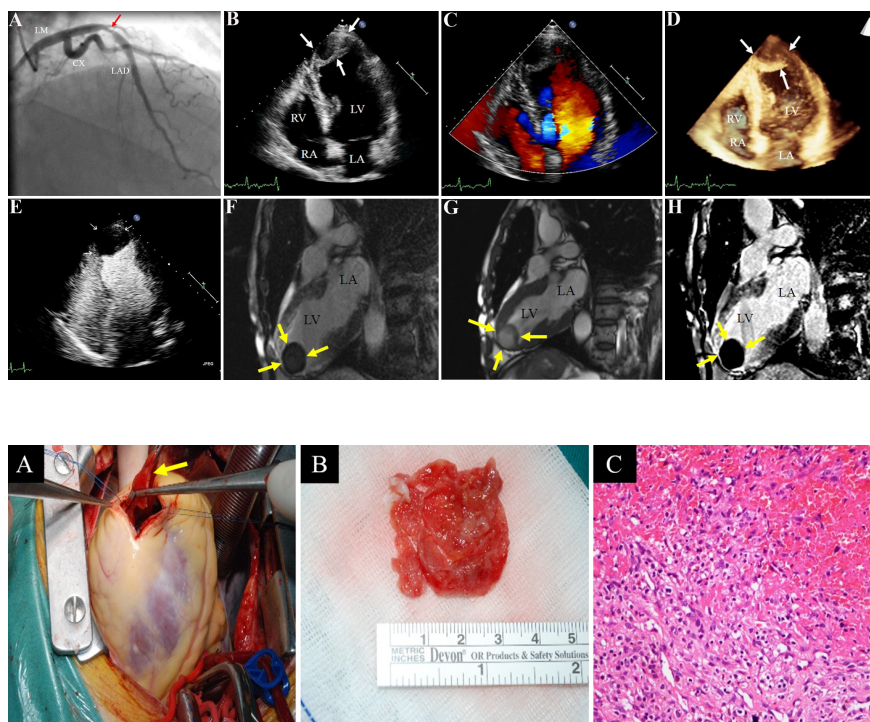 A
LM
CX
LAD
B
RV
LV
RA
LA
C
D
RV
LV
RA
LA
E
JPEG
F
LA
LV
G
LA
LV
H
LA
LV
A
B
1 2 3 4 5
METRIC
INCHES Devon® OR Products & Safety Solutions
1 2
C